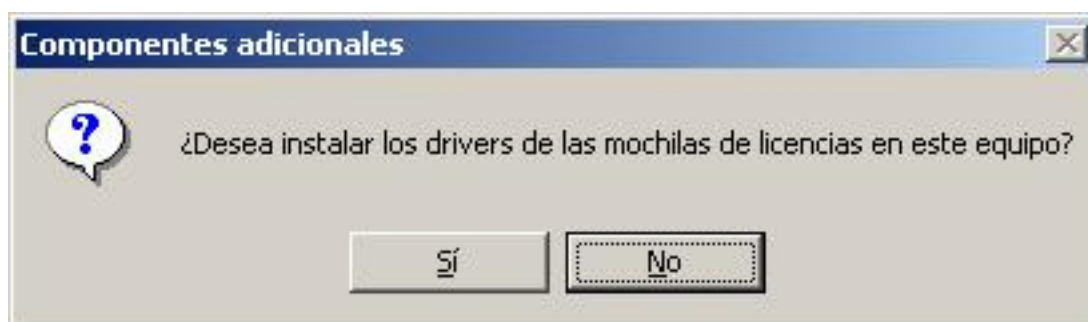 Componentes adicionales
¿Desea instalar los drivers de las mochilas de licencias en este equipo?
Sí
No